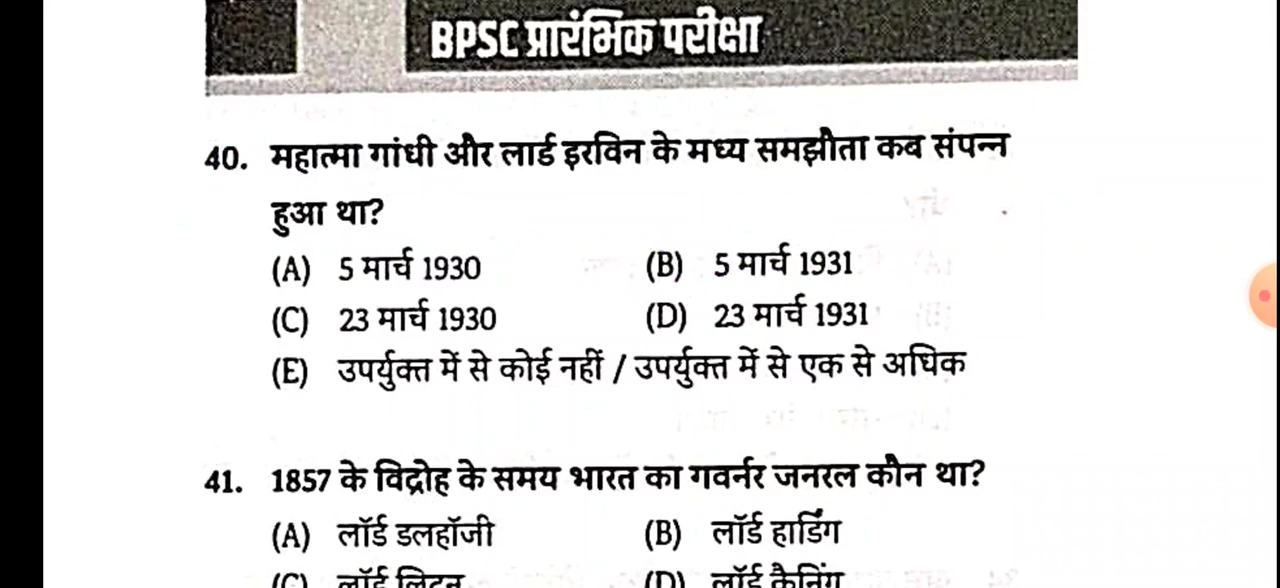 BPSC प्रारंभिक परीक्षा
40. महात्मा गांधी और लार्ड इरविन के मध्य समझौता कब संपन्न
हुआ था?
(A) 5 मार्च 1930 (B) 5 मार्च 1931
(C) 23 मार्च 1930 (D) 23 मार्च 1931
(E) उपर्युक्त में से कोई नहीं / उपर्युक्त में से एक से अधिक
41. 1857 के विद्रोह के समय भारत का गवर्नर जनरल कौन था?
(A) लॉर्ड डलहॉजी (B) लॉर्ड हार्डिंग
(C) लॉर्ड लिटन (D) लॉर्ड कैनिंग